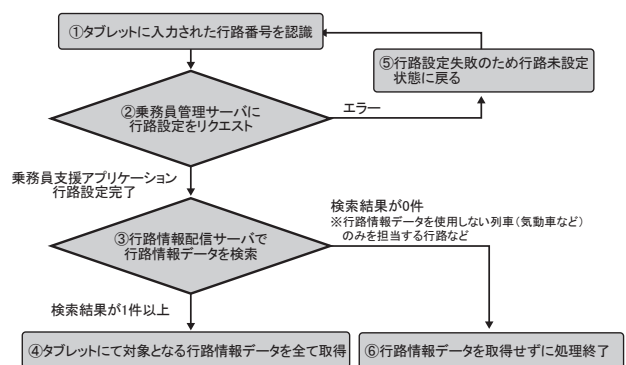 ①タブレットに入力された行路番号を認識
⑤行路設定失敗のため行路未設定
状態に戻る
②乗務員管理サーバに
行路設定をリクエスト
エラー
乗務員支援アプリケーション
行路設定完了
検索結果が0件
※行路情報データを使用しない列車(気動車など)
のみを担当する行路など
③行路情報配信サーバで
行路情報データを検索
検索結果が1件以上
④タブレットにて対象となる行路情報データを全て取得
⑥行路情報データを取得せずに処理終了